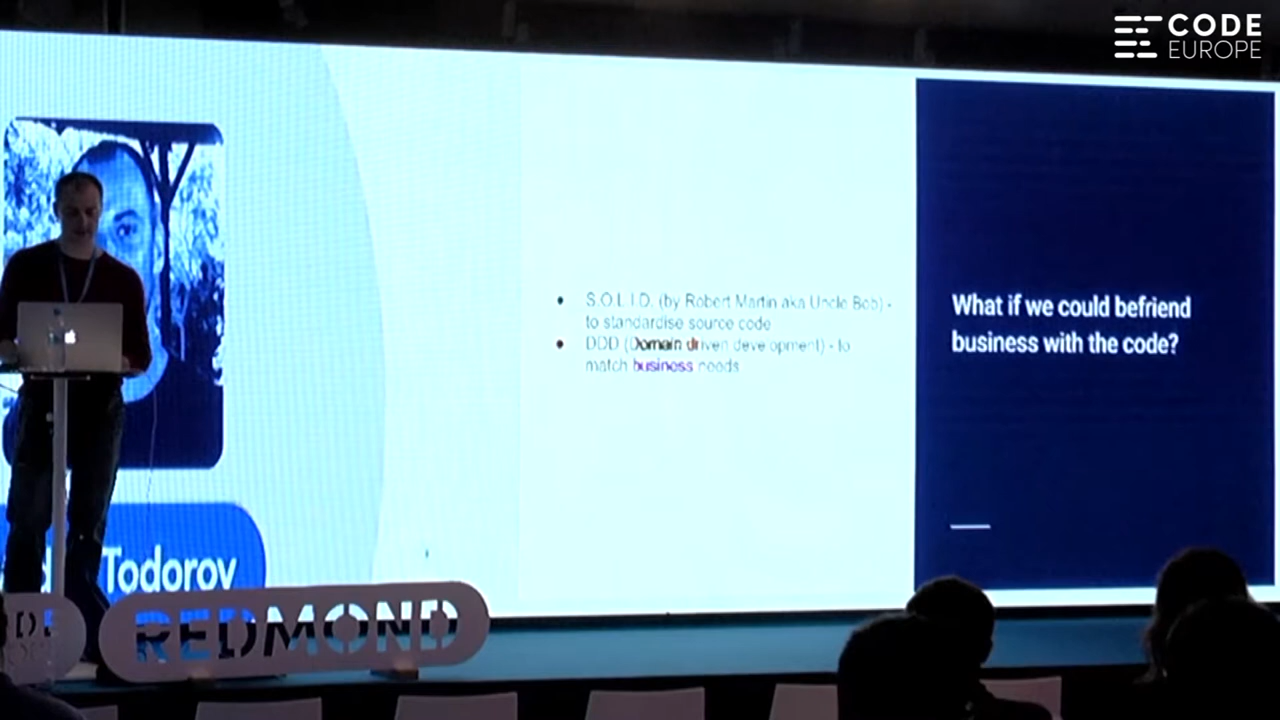 CODE
EUROPE
S.O.L.I.D. (by Robert Martin aka Uncle Bob) -
to standardise source code
DDD (Domain driven development) - to
match business needs
What if we could befriend
business with the code?
Todorov
REDMOND